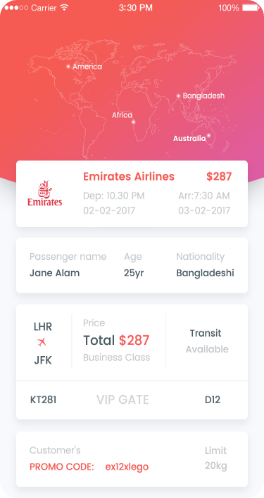 Carrier 3:30 PM 100%
America
Bangladesh
Africa
Australia
Emirates Airlines $287
Emirates
Dep: 10.30 PM Arr:7:30 AM
02-02-2017 03-02-2017
Passenger name Age Nationality
Jane Alam 25yr Bangladeshi
LHR
JFK
Price
Total $287
Business Class
Transit
Available
KT281 VIP GATE D12
Customer's Limit
PROMO CODE: ex12xlego 20kg